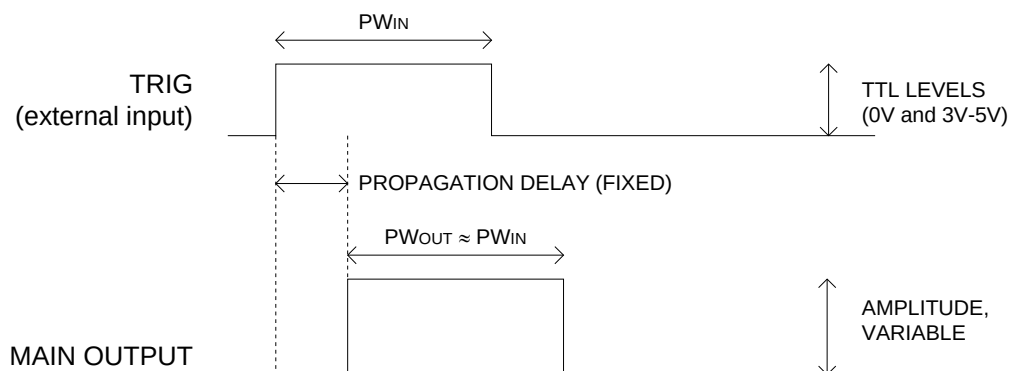 PWIN
TRIG
(external input)
TTL LEVELS
(0V and 3V-5V)
PROPAGATION DELAY (FIXED)
PWOUT ≈ PWIN
AMPLITUDE,
VARIABLE
MAIN OUTPUT